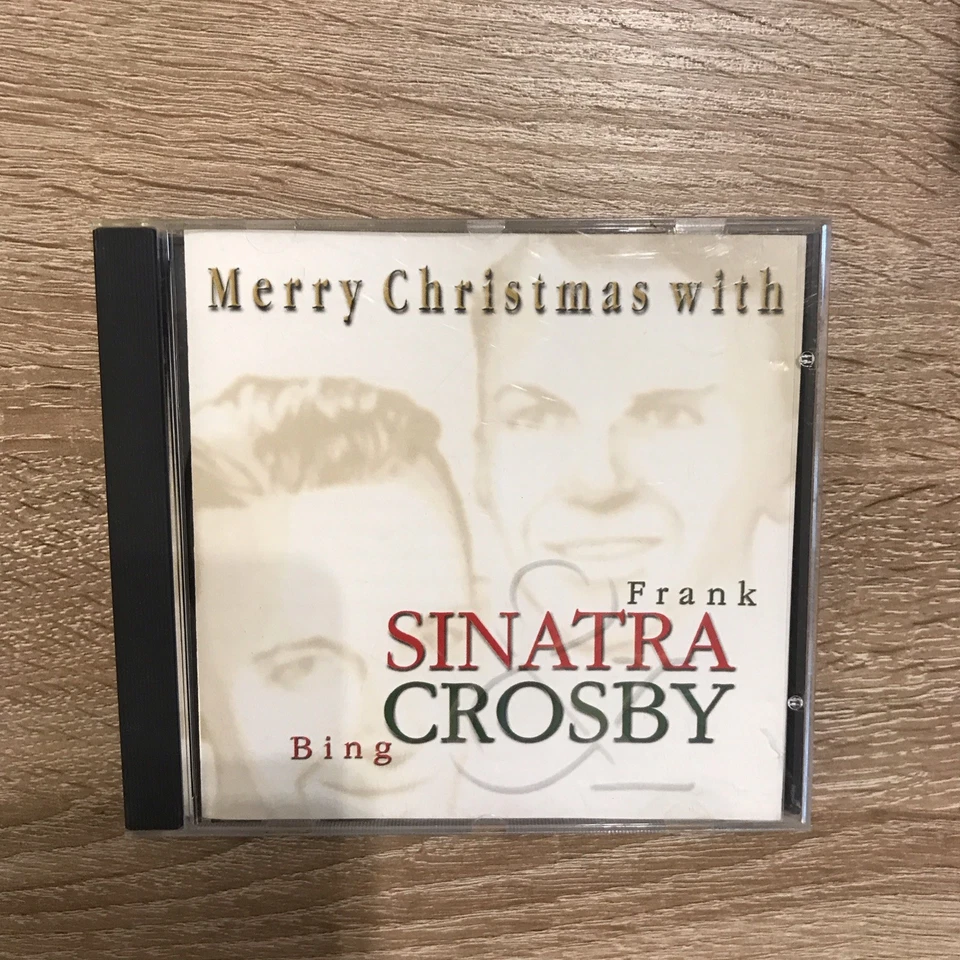 Merry Christmas with
Frank
SINATRA
&
CROSBY
Bing